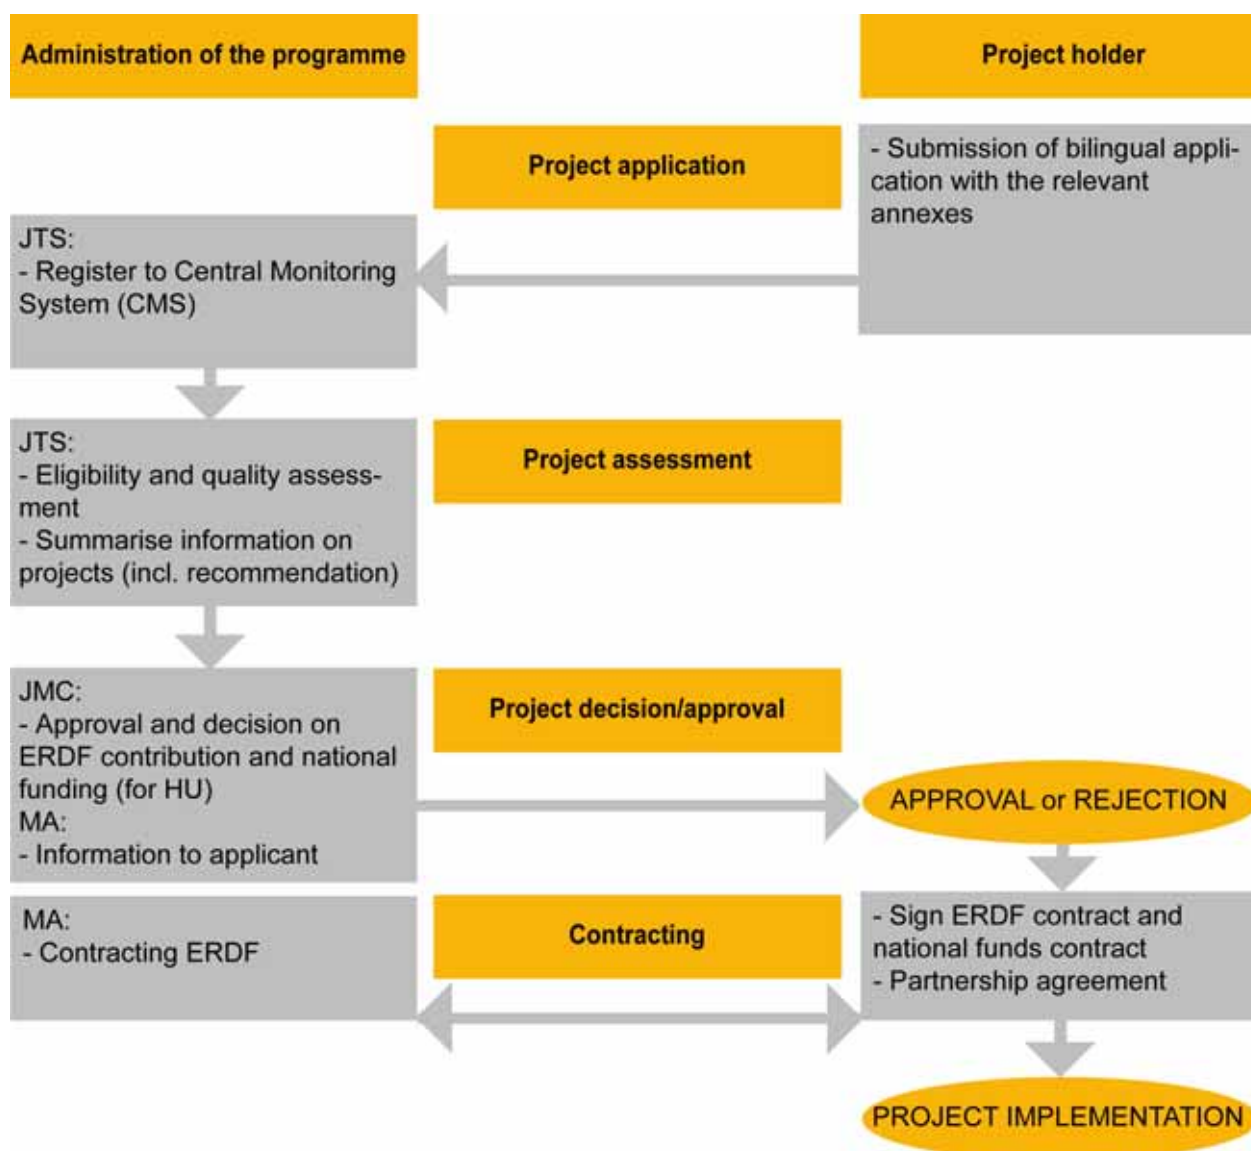 Administration of the programme
Project holder
Project application
- Submission of bilingual appli-
cation with the relevant
annexes
JTS:
- Register to Central Monitoring
System (CMS)
JTS:
- Eligibility and quality assess-
ment
- Summarise information on
projects (incl. recommendation)
Project assessment
JMC:
- Approval and decision on
ERDF contribution and national
funding (for HU)
MA:
- Information to applicant
Project decision/approval
APPROVAL or REJECTION
MA:
- Contracting ERDF
Contracting
- Sign ERDF contract and
national funds contract
- Partnership agreement
PROJECT IMPLEMENTATION